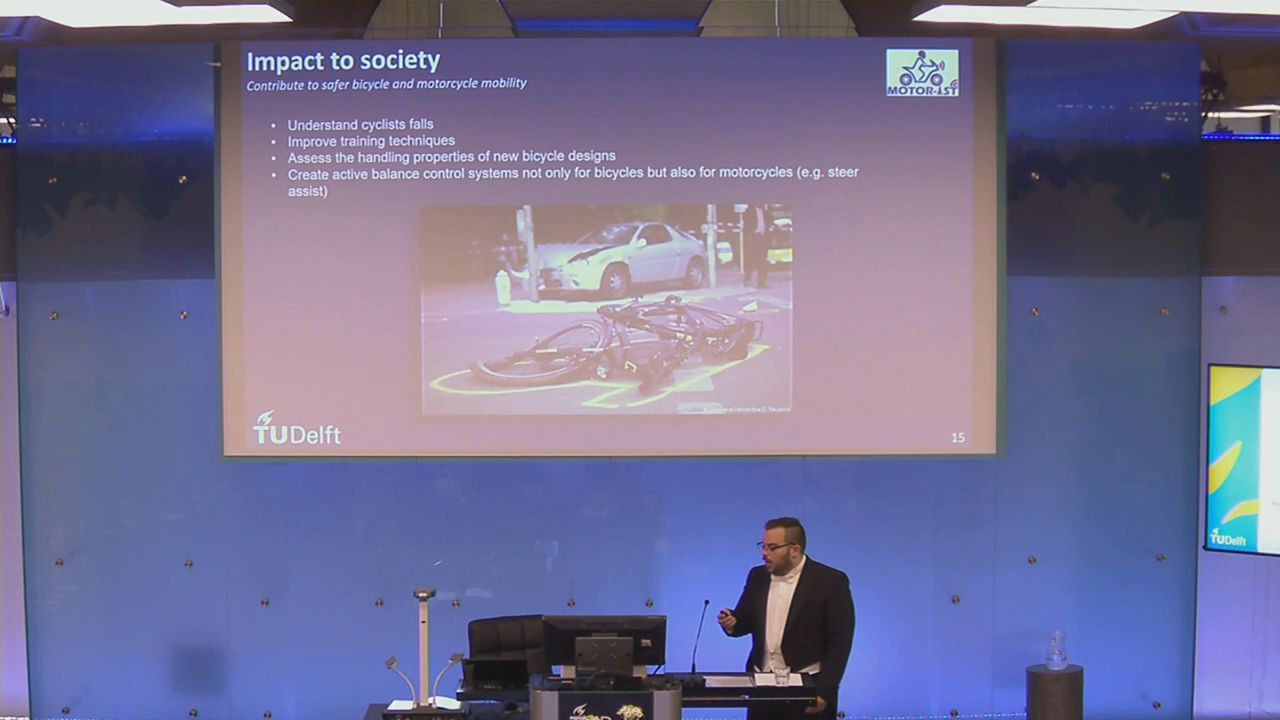 Impact to society
Contribute to safer bicycle and motorcycle mobility
MOTOR-IST
• Understand cyclists falls
• Improve training techniques
• Assess the handling properties of new bicycle designs
• Create active balance control systems not only for bicycles but also for motorcycles (e.g. steer
assist)
TUDelft
15
TUDelft